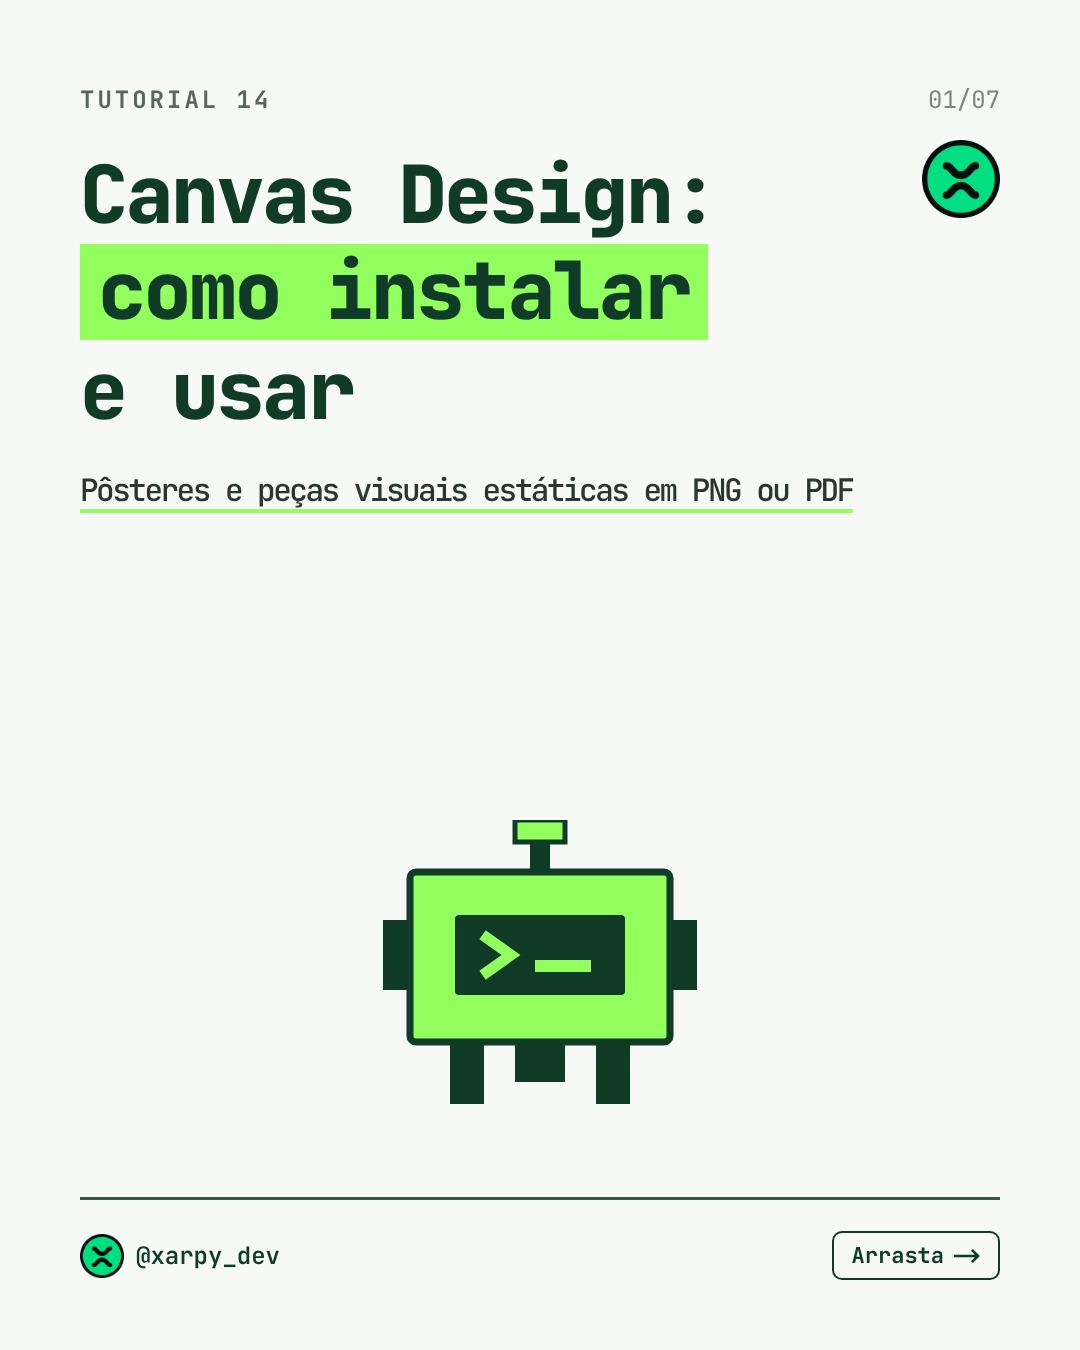 TUTORIAL 14
01/07
Canvas Design:
como instalar
e usar
Pôsteres e peças visuais estáticas em PNG ou PDF
>_
@xarpy_dev
Arrasta →